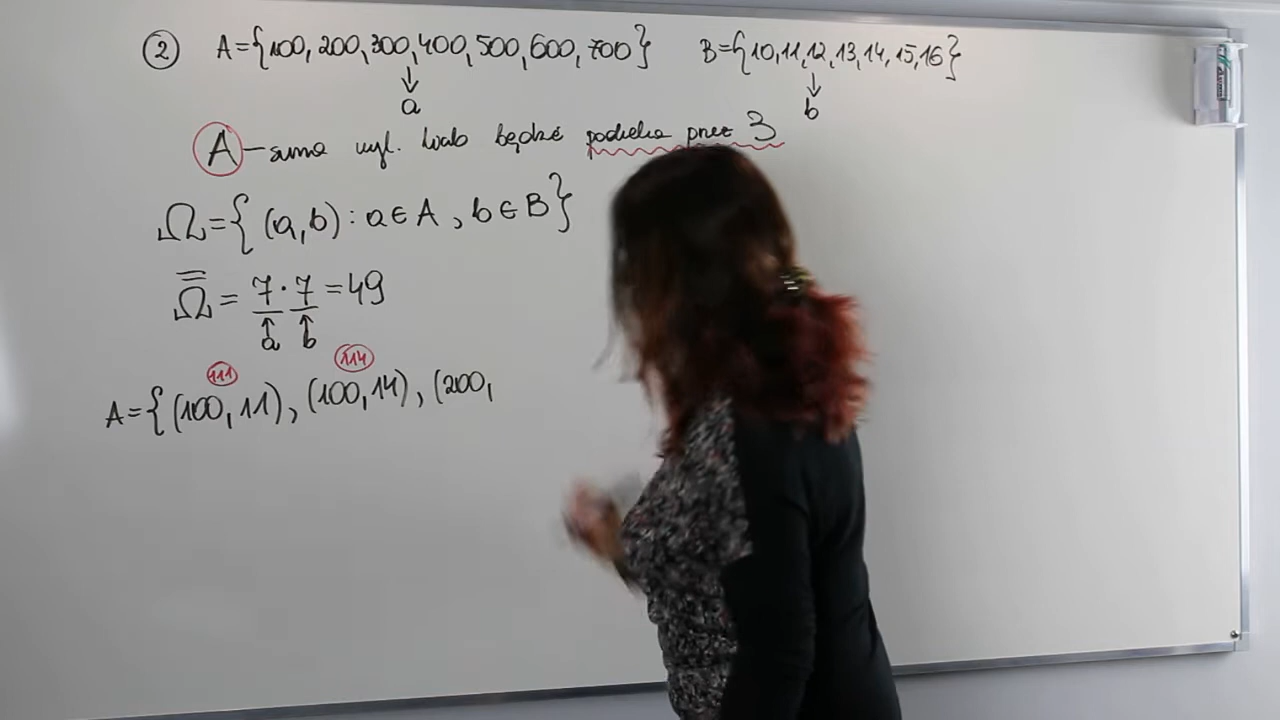 2 A={100, 200, 300, 400, 500, 600, 700} B={10, 11, 12, 13, 14, 15, 16}
↓ a ↓ b
A – suma wyl. liczb będzie podzielna przez 3
Ω={(a,b): a∈A, b∈B}
Ω̿ = 7·7=49
↑ a ↑ b
111 114
A={(100,11), (100,14), (200,